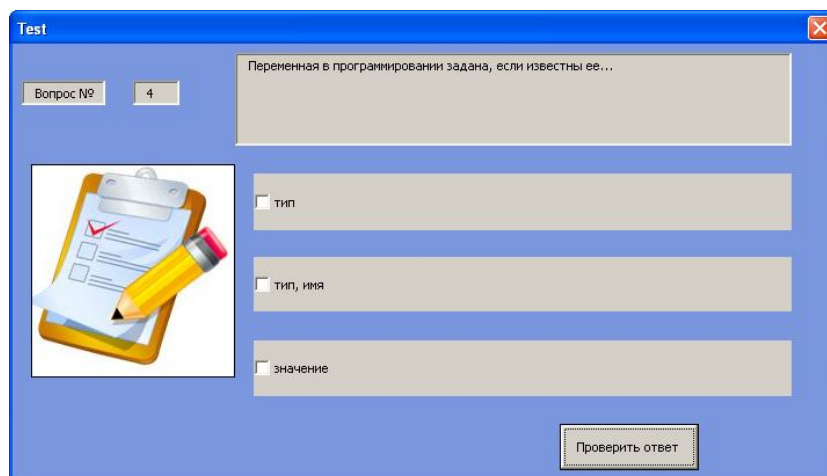 Test
Вопрос №
4
Переменная в программировании задана, если известны ее...
тип
тип, имя
значение
Проверить ответ